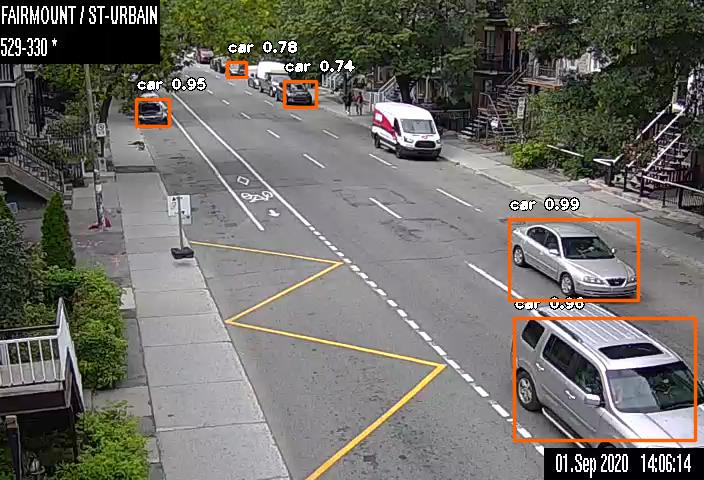 FAIRMOUNT / ST-URBAIN
529-330 *
car 0.78
car 0.74
car 0.95
car 0.99
car 0.96
01.Sep 2020 14:06:14